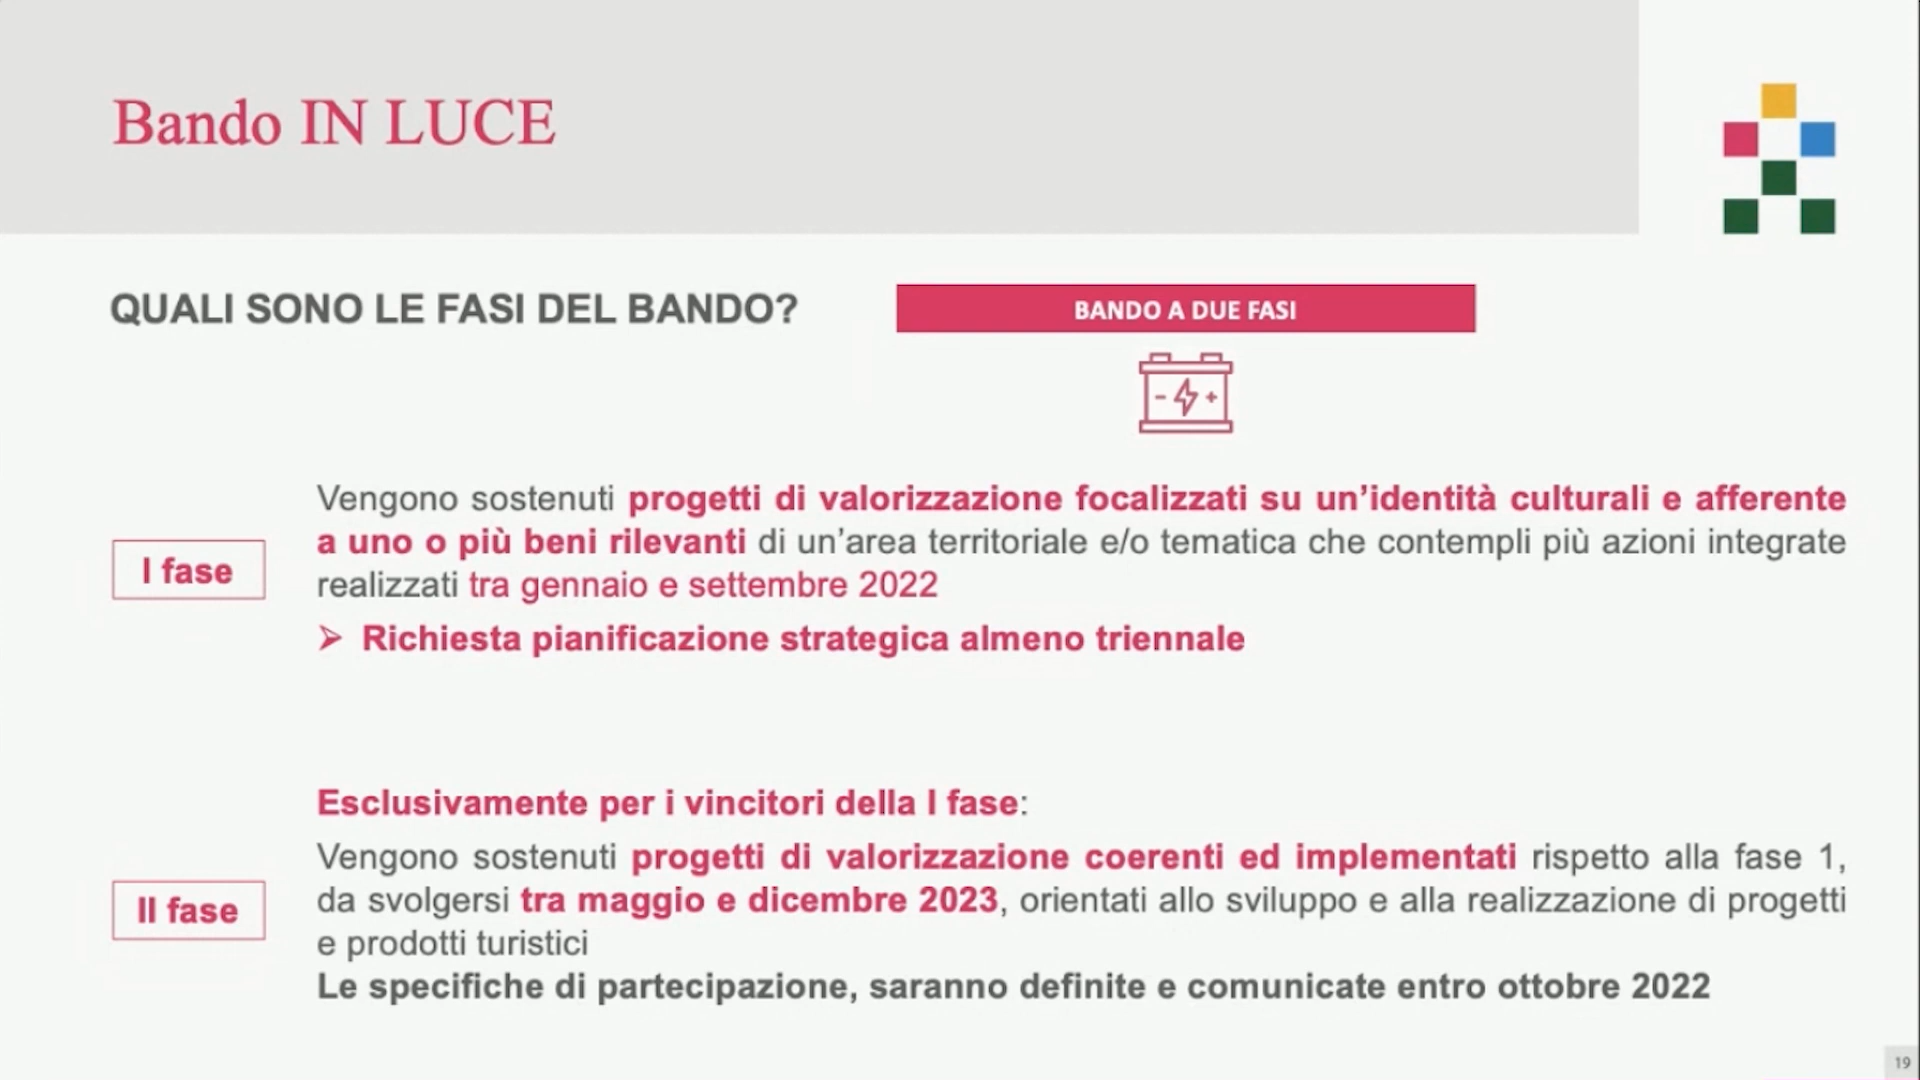 Bando IN LUCE
QUALI SONO LE FASI DEL BANDO?
BANDO A DUE FASI
I fase
Vengono sostenuti progetti di valorizzazione focalizzati su un’identità culturali e afferente
a uno o più beni rilevanti di un’area territoriale e/o tematica che contempli più azioni integrate
realizzati tra gennaio e settembre 2022
➢ Richiesta pianificazione strategica almeno triennale
II fase
Esclusivamente per i vincitori della I fase:
Vengono sostenuti progetti di valorizzazione coerenti ed implementati rispetto alla fase 1,
da svolgersi tra maggio e dicembre 2023, orientati allo sviluppo e alla realizzazione di progetti
e prodotti turistici
Le specifiche di partecipazione, saranno definite e comunicate entro ottobre 2022
19